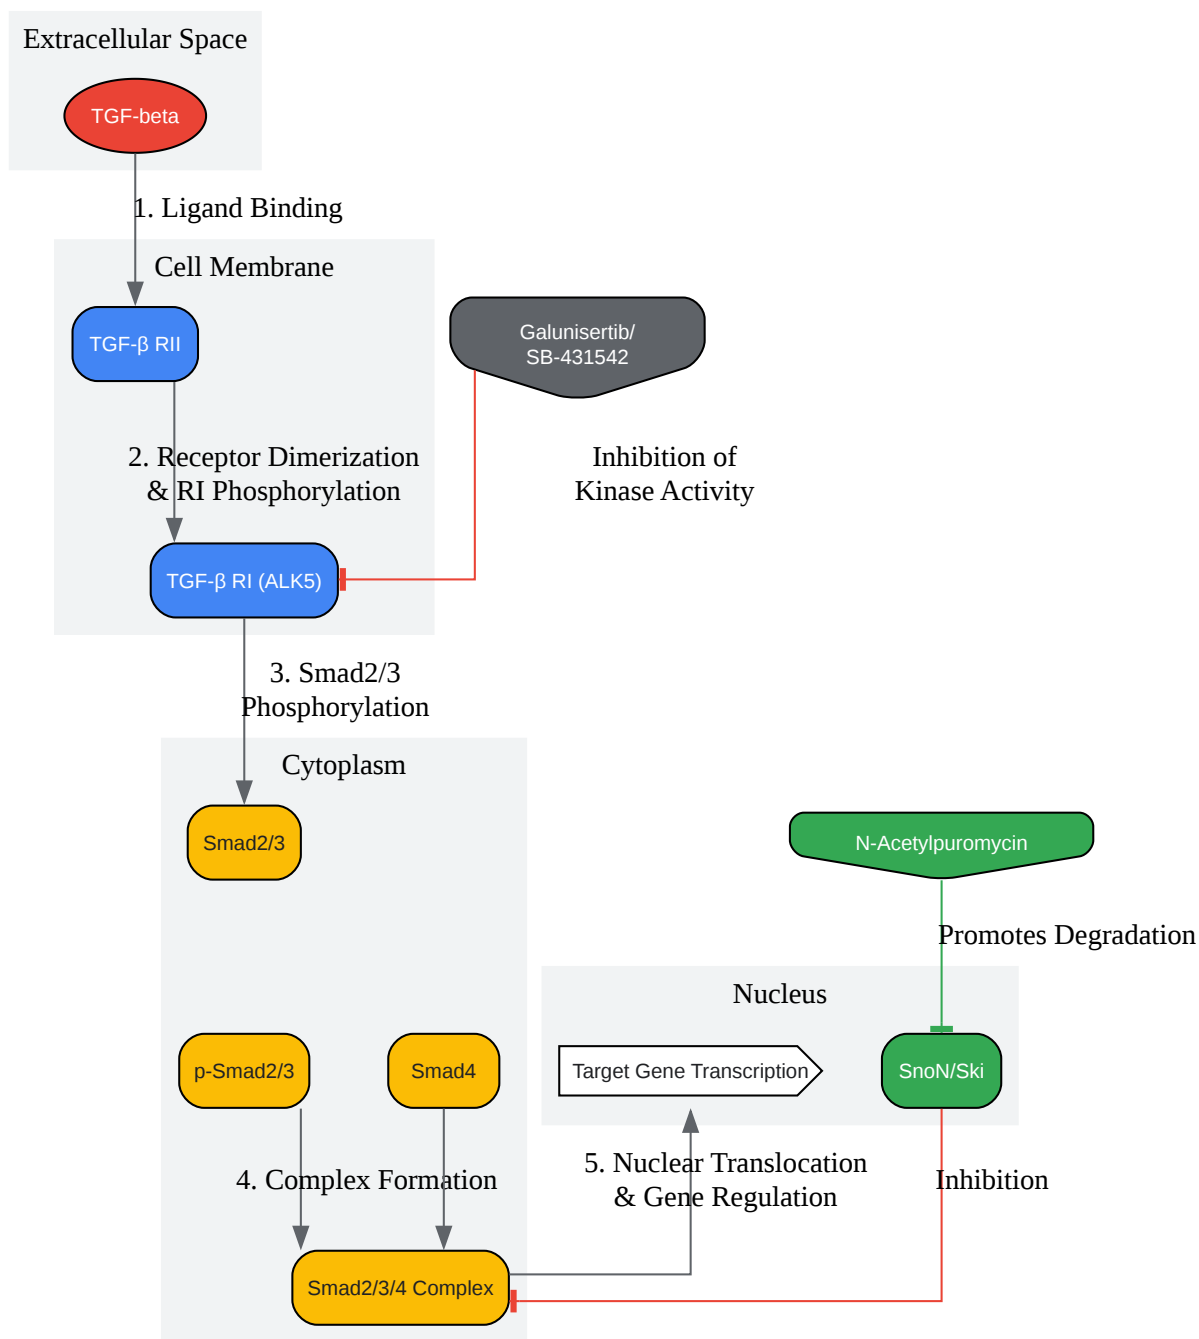 Extracellular Space
TGF-beta
1. Ligand Binding
Cell Membrane
TGF-β RII
Galunisertib/
SB-431542
2. Receptor Dimerization
& RI Phosphorylation
Inhibition of
Kinase Activity
TGF-β RI (ALK5)
3. Smad2/3
Phosphorylation
Cytoplasm
Smad2/3
N-Acetylpuromycin
Promotes Degradation
Nucleus
p-Smad2/3
Smad4
Target Gene Transcription
SnoN/Ski
4. Complex Formation
5. Nuclear Translocation
& Gene Regulation
Inhibition
Smad2/3/4 Complex